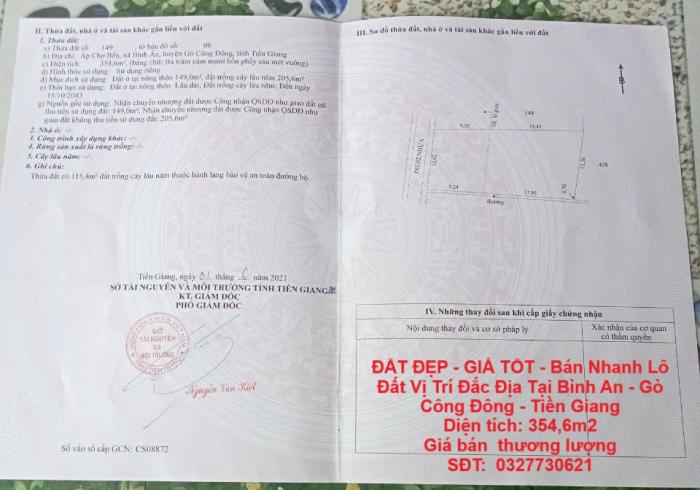 II. Thửa đất, nhà ở và tài sản khác gắn liền với đất
1. Thửa đất:
a) Thửa đất số: 149 , tờ bản đồ số 08
b) Địa chỉ: Ấp Chợ Bến, xã Bình Ân, huyện Gò Công Đông, tỉnh Tiền Giang
c) Diện tích: 354,6m², (bằng chữ: Ba trăm năm mươi bốn phẩy sáu mét vuông)
d) Hình thức sử dụng: Sử dụng riêng
đ) Mục đích sử dụng: Đất ở tại nông thôn 149,0m²; đất trồng cây lâu năm 205,6m²
e) Thời hạn sử dụng: Đất ở tại nông thôn: Lâu dài; Đất trồng cây lâu năm: Đến ngày
15/10/2043
g) Nguồn gốc sử dụng: Nhận chuyển nhượng đất được Công nhận QSDĐ như giao đất có
thu tiền sử dụng đất: 149,0m²; Nhận chuyển nhượng đất được Công nhận QSDĐ như
giao đất không thu tiền sử dụng đất: 205,6m²
2. Nhà ở: -/-
3. Công trình xây dựng khác: -/-
4. Rừng sản xuất là rừng trồng: -/-
5. Cây lâu năm: -/-
6. Ghi chú:
Thửa đất có 115,4m² đất trồng cây lâu năm thuộc hành lang bảo vệ an toàn đường bộ.
Tiền Giang, ngày 01 tháng năm 2021
SỞ TÀI NGUYÊN VÀ MÔI TRƯỜNG TỈNH TIỀN GIANG
KT. GIÁM ĐỐC
PHÓ GIÁM ĐỐC
SỞ
TÀI NGUYÊN
VÀ
MÔI TRƯỜNG
Nguyễn Văn Kiệt
Số vào sổ cấp GCN: CS08872
III. Sơ đồ thửa đất, nhà ở và tài sản khác gắn liền với đất
B
148
438
ĐH.02.NHỰA
đường
IV. Những thay đổi sau khi cấp giấy chứng nhận
Nội dung thay đổi và cơ sở pháp lý
Xác nhận của cơ quan
có thẩm quyền
ĐẤT ĐẸP - GIÁ TỐT - Bán Nhanh Lô
Đất Vị Trí Đắc Địa Tại Bình An - Gò
Công Đông - Tiền Giang
Diện tích: 354,6m2
Giá bán thương lượng
SĐT: 0327730621